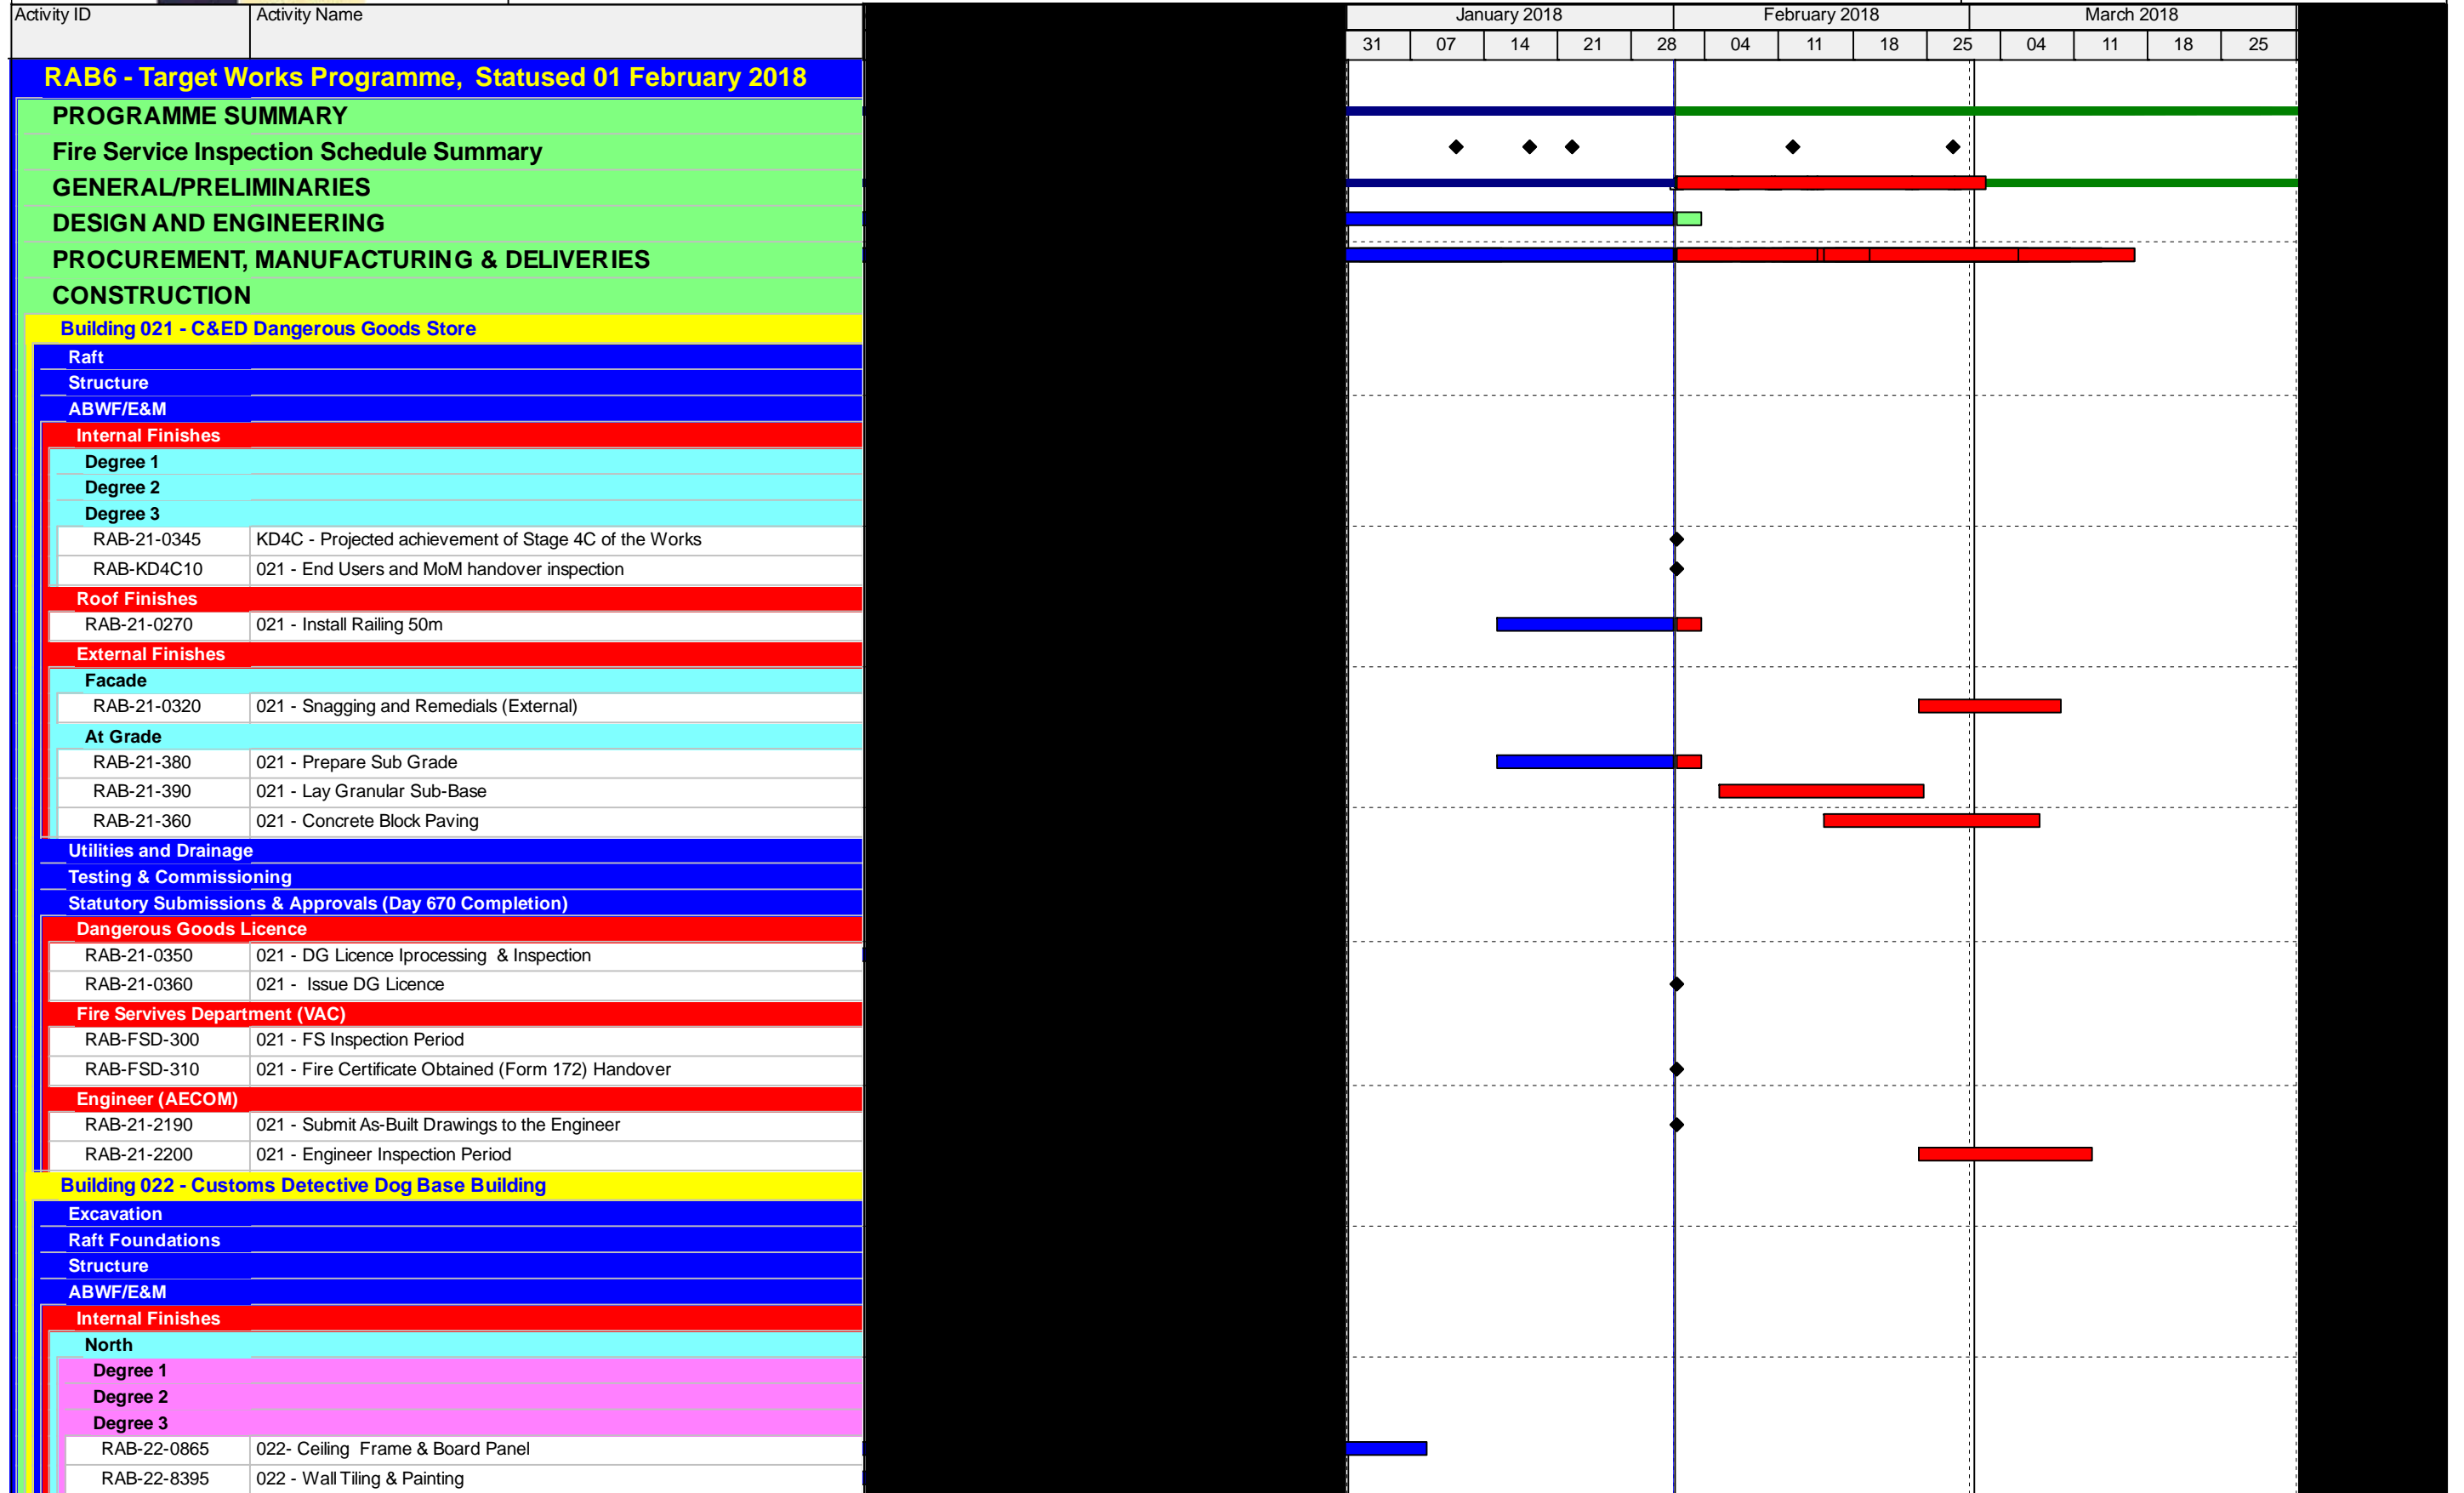 Activity ID Activity Name January 2018 February 2018 March 2018
31 07 14 21 28 04 11 18 25 04 11 18 25
RAB6 - Target Works Programme, Statused 01 February 2018
PROGRAMME SUMMARY
Fire Service Inspection Schedule Summary
GENERAL/PRELIMINARIES
DESIGN AND ENGINEERING
PROCUREMENT, MANUFACTURING & DELIVERIES
CONSTRUCTION
Building 021 - C&ED Dangerous Goods Store
Raft
Structure
ABWF/E&M
Internal Finishes
Degree 1
Degree 2
Degree 3
RAB-21-0345 KD4C - Projected achievement of Stage 4C of the Works
RAB-KD4C10 021 - End Users and MoM handover inspection
Roof Finishes
RAB-21-0270 021 - Install Railing 50m
External Finishes
Facade
RAB-21-0320 021 - Snagging and Remedials (External)
At Grade
RAB-21-380 021 - Prepare Sub Grade
RAB-21-390 021 - Lay Granular Sub-Base
RAB-21-360 021 - Concrete Block Paving
Utilities and Drainage
Testing & Commissioning
Statutory Submissions & Approvals (Day 670 Completion)
Dangerous Goods Licence
RAB-21-0350 021 - DG Licence Iprocessing & Inspection
RAB-21-0360 021 - Issue DG Licence
Fire Servives Department (VAC)
RAB-FSD-300 021 - FS Inspection Period
RAB-FSD-310 021 - Fire Certificate Obtained (Form 172) Handover
Engineer (AECOM)
RAB-21-2190 021 - Submit As-Built Drawings to the Engineer
RAB-21-2200 021 - Engineer Inspection Period
Building 022 - Customs Detective Dog Base Building
Excavation
Raft Foundations
Structure
ABWF/E&M
Internal Finishes
North
Degree 1
Degree 2
Degree 3
RAB-22-0865 022- Ceiling Frame & Board Panel
RAB-22-8395 022 - Wall Tiling & Painting